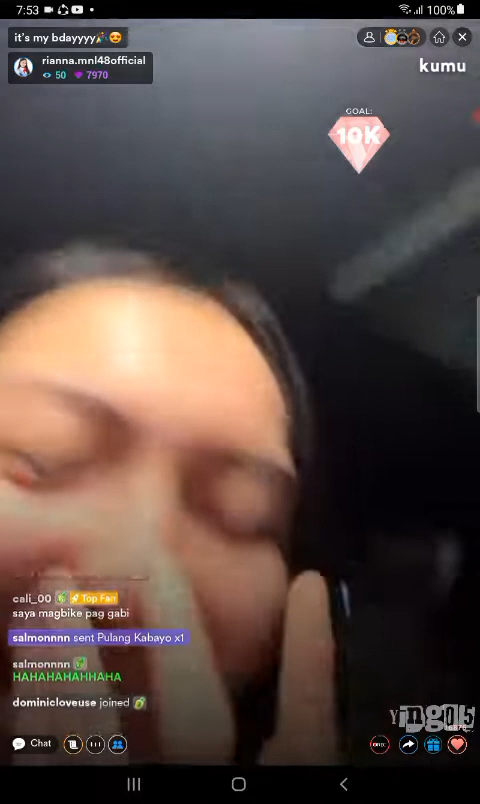 7:53
100%
it's my bdayyyy🎉😍
rianna.mnl48official
50 7970
kumu
GOAL:
10K
cali_00 Top Fan
saya magbike pag gabi
salmonnnn sent Pulang Kabayo x1
salmonnnn
HAHAHAHAHHAHA
dominicloveuse joined
Yingo15
Chat